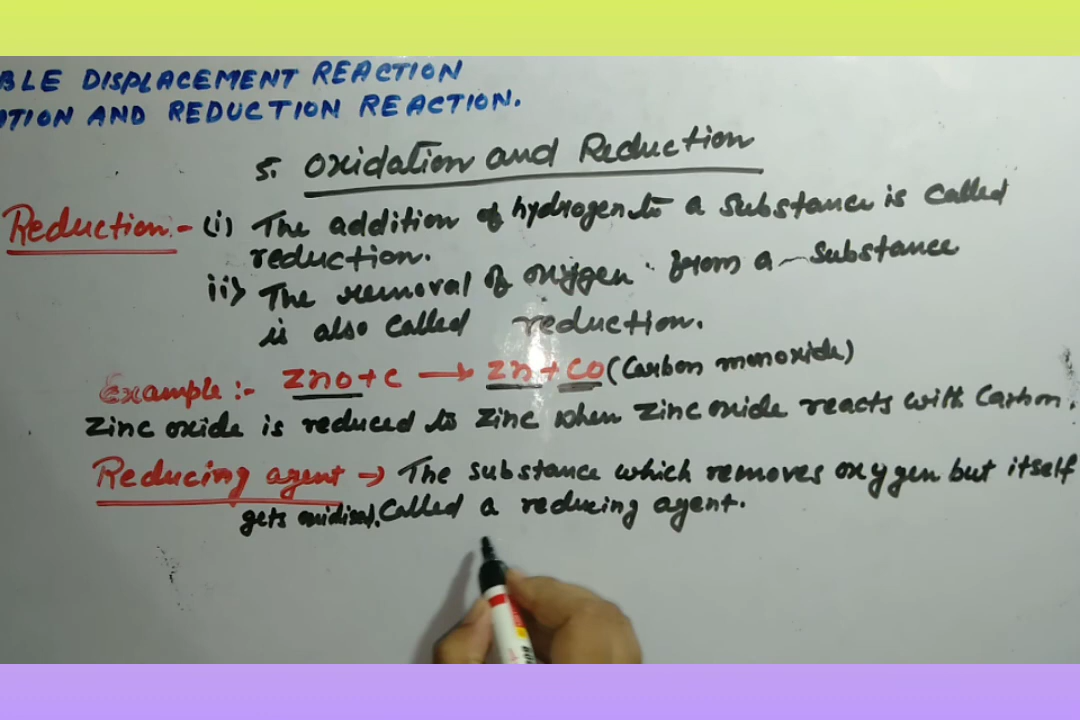 BLE DISPLACEMENT REACTION
TION AND REDUCTION REACTION.
5. Oxidation and Reduction
Reduction:- (i) The addition of hydrogen to a substance is called
reduction.
ii) The removal of oxygen from a substance
is also called reduction.
Example:- ZnO + C → Zn + CO (Carbon monoxide)
Zinc oxide is reduced to zinc when zinc oxide reacts with Carbon.
Reducing agent → The substance which removes oxygen but itself
gets oxidised, called a reducing agent.